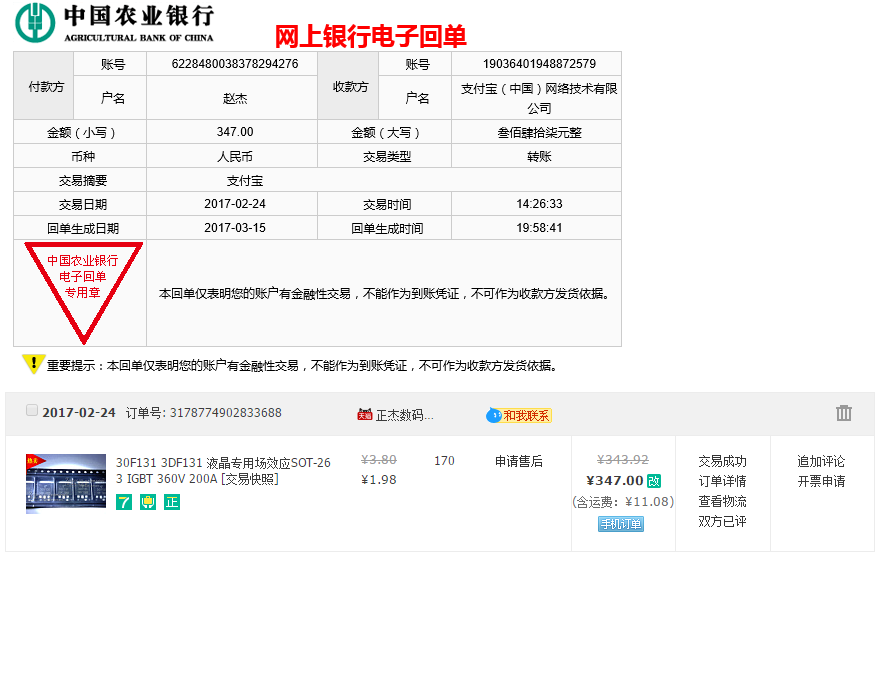 中国农业银行
AGRICULTURAL BANK OF CHINA
网上银行电子回单
付款方 账号 6228480038378294276 收款方 账号 19036401948872579
户名 赵杰 户名 支付宝（中国）网络技术有限
公司
金额（小写） 347.00 金额（大写） 叁佰肆拾柒元整
币种 人民币 交易类型 转账
交易摘要 支付宝
交易日期 2017-02-24 交易时间 14:26:33
回单生成日期 2017-03-15 回单生成时间 19:58:41
中国农业银行
电子回单
专用章
本回单仅表明您的账户有金融性交易，不能作为到账凭证，不可作为收款方发货依据。
重要提示：本回单仅表明您的账户有金融性交易，不能作为到账凭证，不可作为收款方发货依据。
2017-02-24 订单号: 3178774902833688 天猫 正杰数码... 和我联系
热卖
30F131 3DF131 液晶专用场效应SOT-26 ¥3.80 170 申请售后 ¥343.92 交易成功 追加评论
3 IGBT 360V 200A [交易快照] ¥1.98 ¥347.00 改 订单详情 开票申请
7 正 (含运费: ¥11.08) 查看物流
手机订单 双方已评